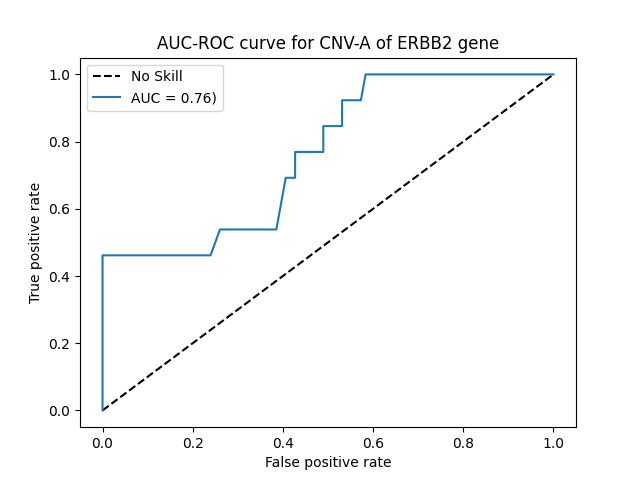 AUC-ROC curve for CNV-A of ERBB2 gene
No Skill
AUC = 0.76)
1.0
0.8
0.6
0.4
0.2
0.0
True positive rate
0.0 0.2 0.4 0.6 0.8 1.0
False positive rate